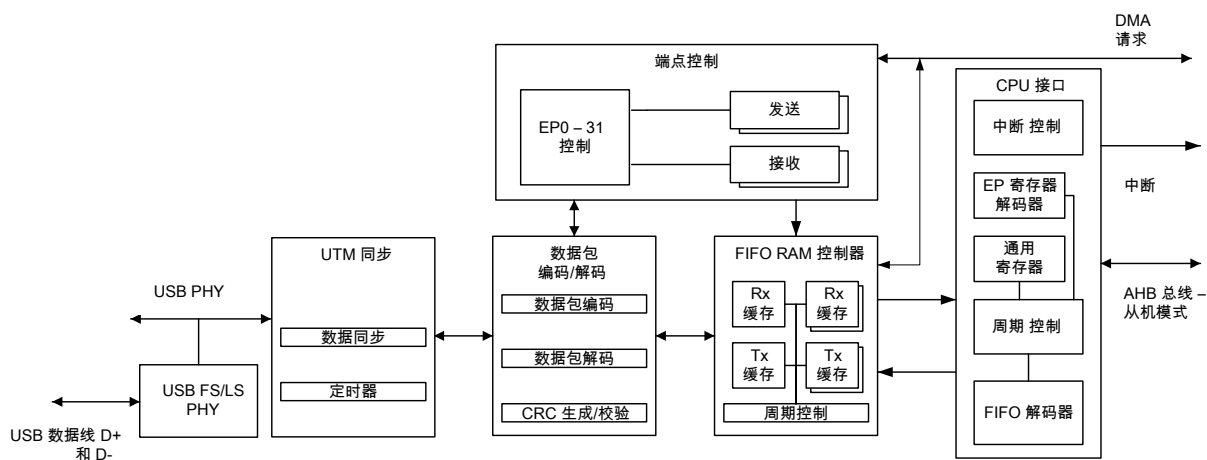 DMA
请求
端点控制
EP0 – 31
控制
发送
接收
CPU 接口
中断 控制
中断
EP 寄存器
解码器
通用
寄存器
AHB 总线 –
从机模式
周期 控制
FIFO 解码器
UTM 同步
数据同步
定时器
数据包
编码/解码
数据包编码
数据包解码
CRC 生成/校验
FIFO RAM 控制器
Rx
缓存
Rx
缓存
Tx
缓存
Tx
缓存
周期控制
USB PHY
USB FS/LS
PHY
USB 数据线 D+
和 D-